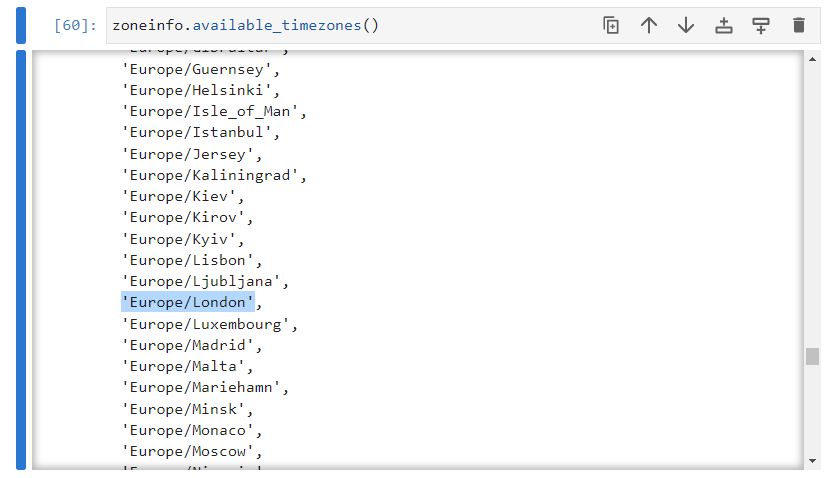 [60]: zoneinfo.available_timezones()
'Europe/Gibraltar',
'Europe/Guernsey',
'Europe/Helsinki',
'Europe/Isle_of_Man',
'Europe/Istanbul',
'Europe/Jersey',
'Europe/Kaliningrad',
'Europe/Kiev',
'Europe/Kirov',
'Europe/Kyiv',
'Europe/Lisbon',
'Europe/Ljubljana',
'Europe/London',
'Europe/Luxembourg',
'Europe/Madrid',
'Europe/Malta',
'Europe/Mariehamn',
'Europe/Minsk',
'Europe/Monaco',
'Europe/Moscow',